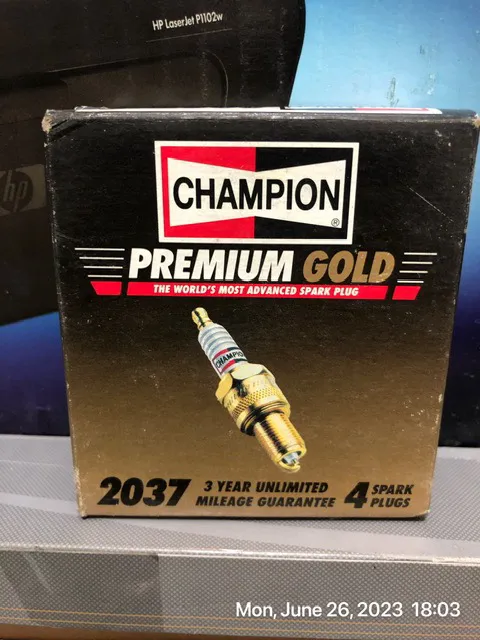 HP LaserJet P1102w
hp
CHAMPION
®
PREMIUM GOLD
THE WORLD'S MOST ADVANCED SPARK PLUG
CHAMPION
2037
3 YEAR UNLIMITED
MILEAGE GUARANTEE
4 SPARK
PLUGS
Mon, June 26, 2023 18:03